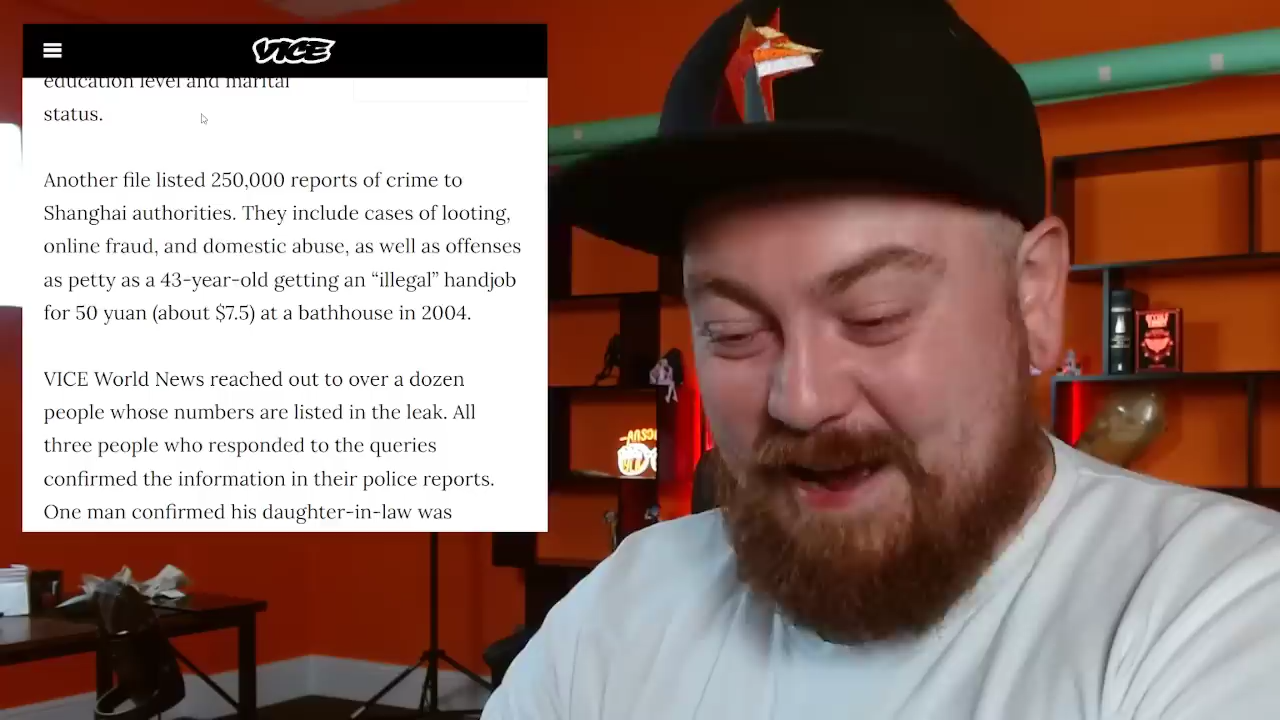 VICE
education level and marital
status.
Another file listed 250,000 reports of crime to
Shanghai authorities. They include cases of looting,
online fraud, and domestic abuse, as well as offenses
as petty as a 43-year-old getting an “illegal” handjob
for 50 yuan (about $7.5) at a bathhouse in 2004.
VICE World News reached out to over a dozen
people whose numbers are listed in the leak. All
three people who responded to the queries
confirmed the information in their police reports.
One man confirmed his daughter-in-law was